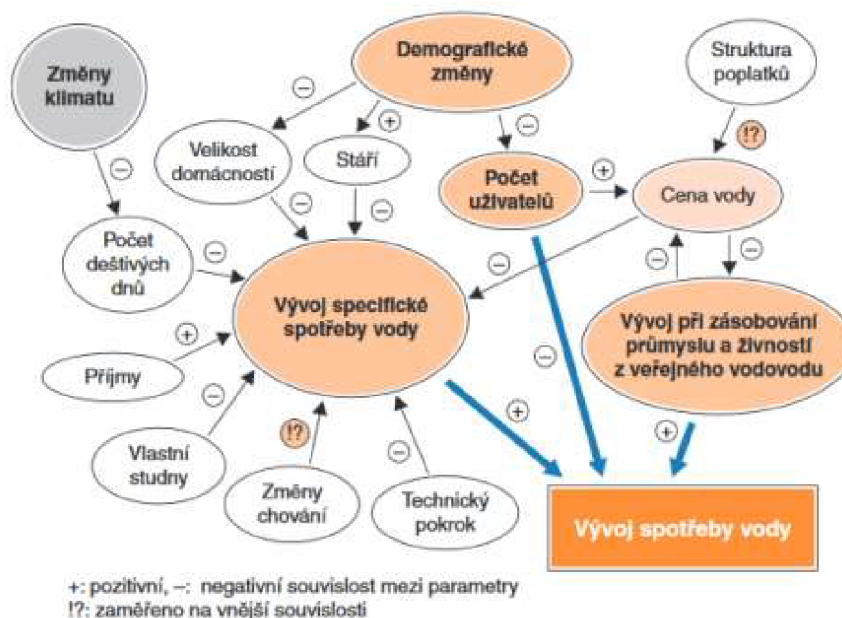 Změny
klimatu
Demografické
změny
Struktura
poplatků
−
−
+
−
!?
Velikost
domácností
Stáří
Počet
uživatelů
+
Cena vody
−
−
Počet
deštivých
dnů
−
−
−
−
Vývoj specifické
spotřeby vody
Vývoj při zásobování
průmyslu a živností
z veřejného vodovodu
+
Příjmy
−
−
+
+
Vlastní
studny
!?
−
Změny
chování
Technický
pokrok
Vývoj spotřeby vody
+: pozitivní, –: negativní souvislost mezi parametry
!?: zaměřeno na vnější souvislosti